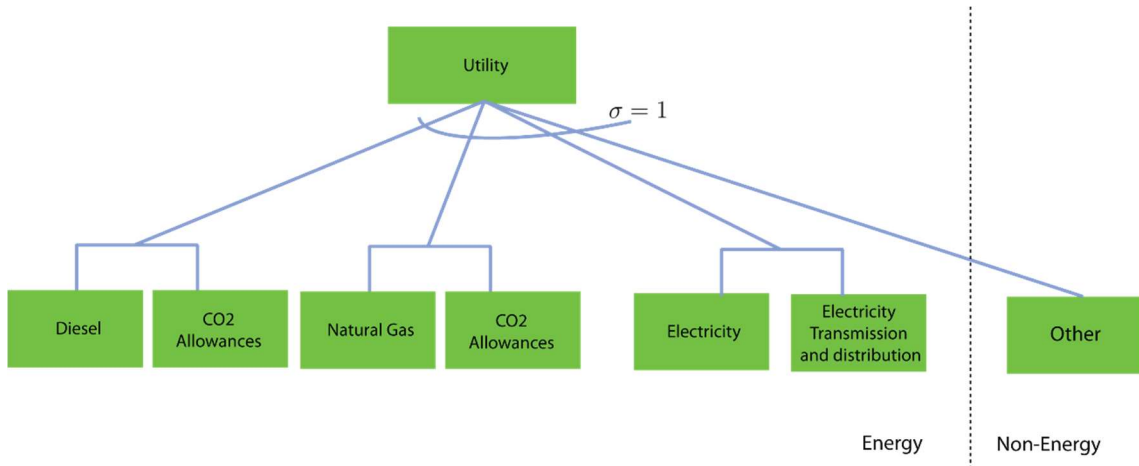 Utility
σ = 1
Diesel
CO2
Allowances
Natural Gas
CO2
Allowances
Electricity
Electricity
Transmission
and distribution
Other
Energy
Non-Energy